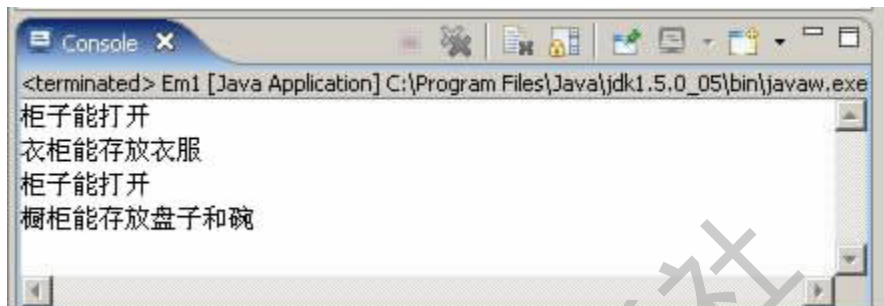 Console
<terminated> Em1 [Java Application] C:\Program Files\Java\jdk1.5.0_05\bin\javaw.exe
柜子能打开
衣柜能存放衣服
柜子能打开
橱柜能存放盘子和碗
社